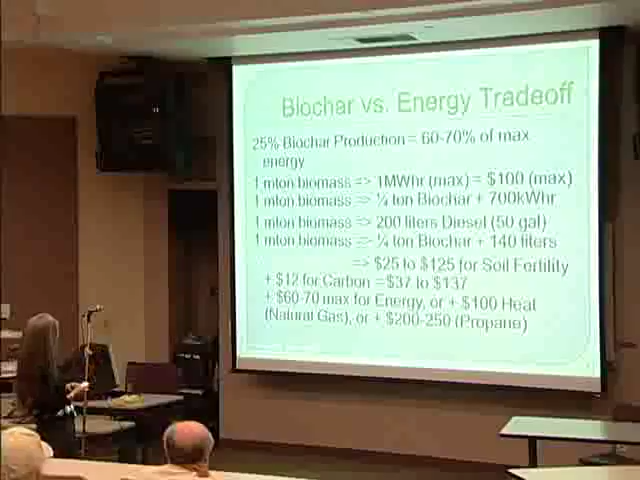 Biochar vs. Energy Tradeoff
25% Biochar Production = 60-70% of max
energy
1 mton biomass => 1MWhr (max) = $100 (max)
1 mton biomass => ¼ ton Biochar + 700kWhr
1 mton biomass => 200 liters Diesel (50 gal)
1 mton biomass => ¼ ton Biochar + 140 liters
=> $25 to $125 for Soil Fertility
+ $12 for Carbon = $37 to $137
+ $60-70 max for Energy, or + $100 Heat
(Natural Gas), or + $200-250 (Propane)